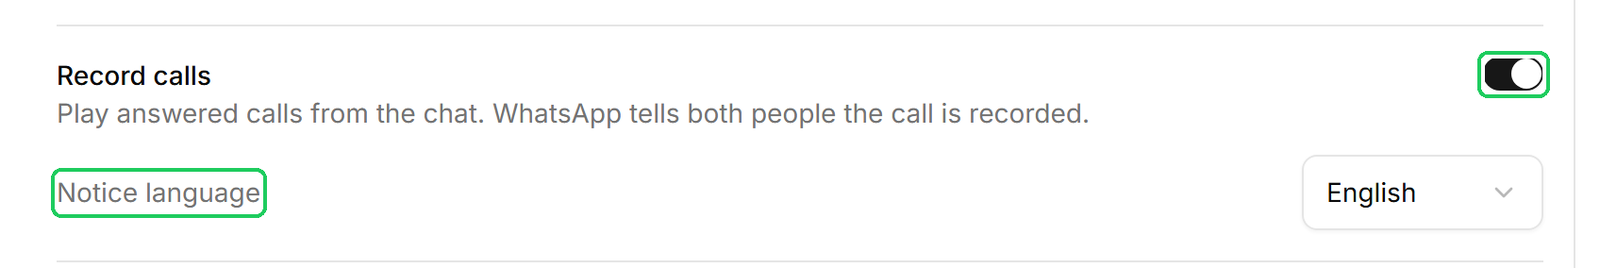 Record calls
Play answered calls from the chat. WhatsApp tells both people the call is recorded.
Notice language
English